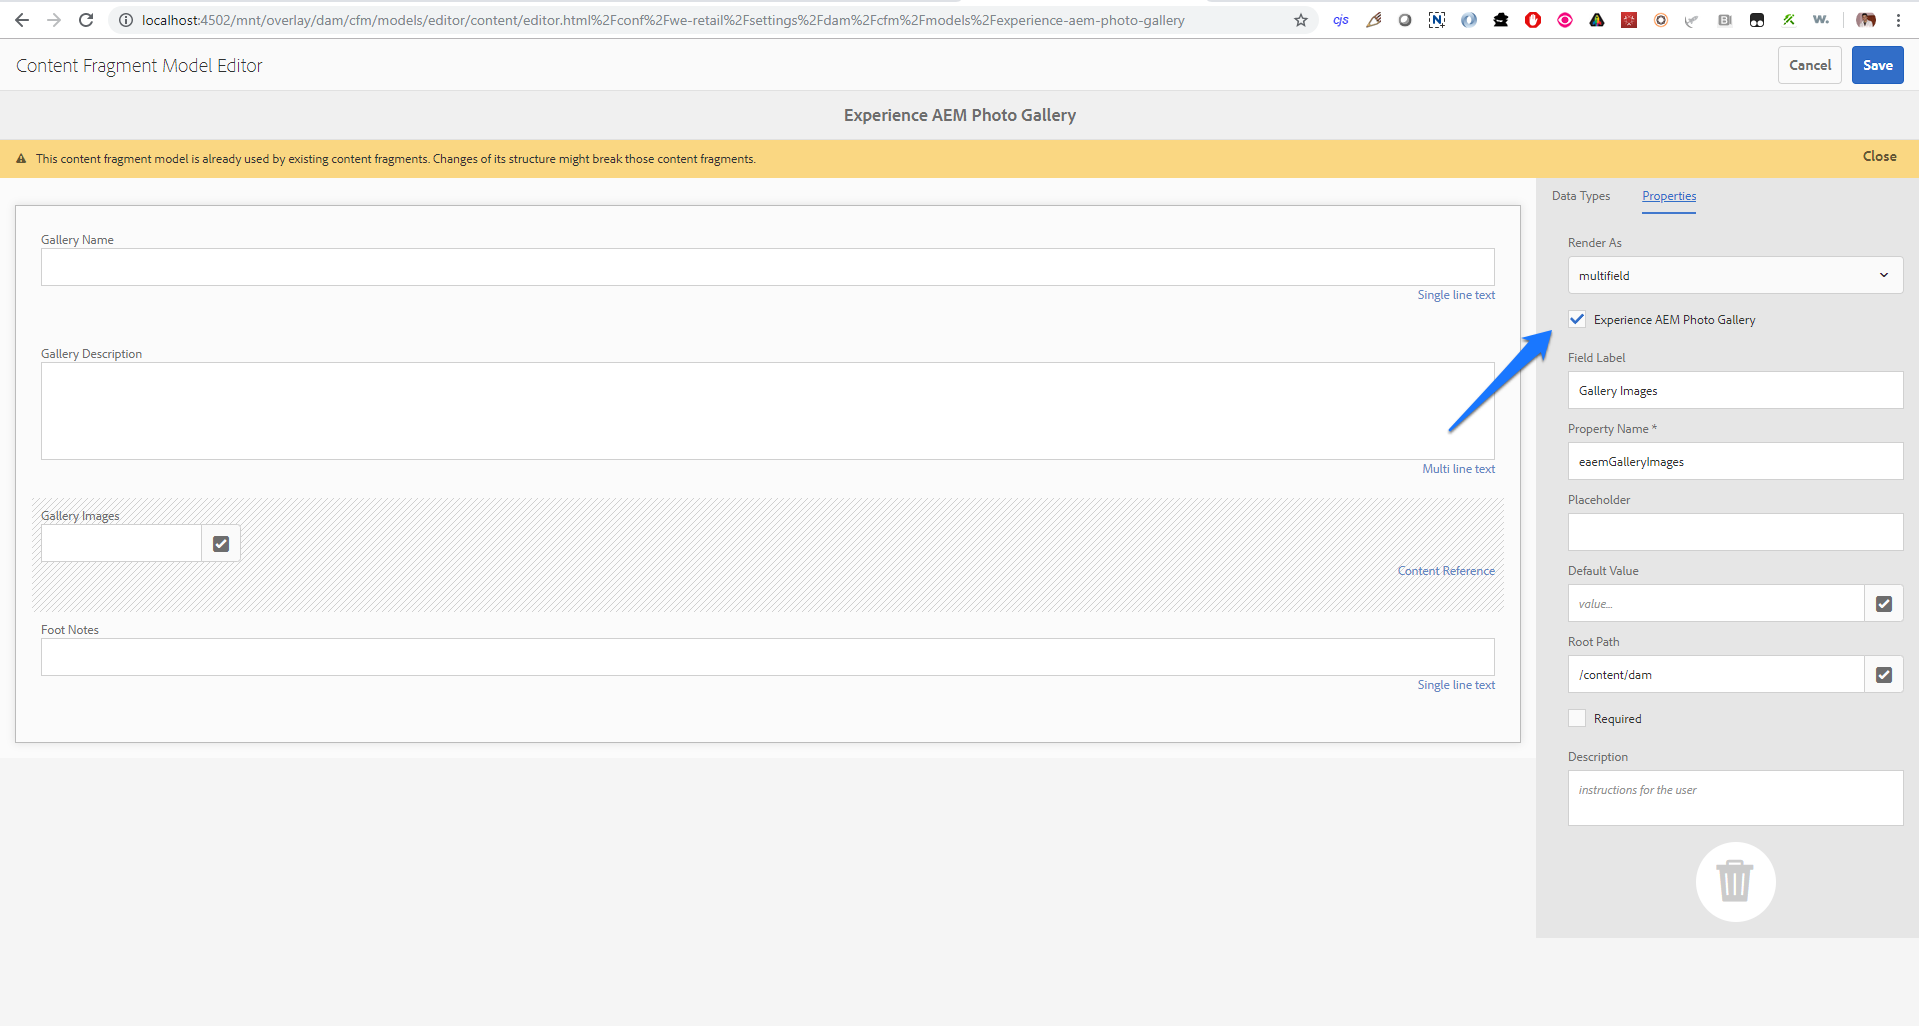 localhost:4502/mnt/overlay/dam/cfm/models/editor/content/editor.html%2Fconf%2Fwe-retail%2Fsettings%2Fdam%2Fcfm%2Fmodels%2Fexperience-aem-photo-gallery
cjs
N
B
w.
Content Fragment Model Editor
Cancel
Save
Experience AEM Photo Gallery
This content fragment model is already used by existing content fragments. Changes of its structure might break those content fragments.
Close
Data Types
Properties
Gallery Name
Single line text
Gallery Description
Multi line text
Gallery Images
Content Reference
Foot Notes
Single line text
Render As
multifield
Experience AEM Photo Gallery
Field Label
Gallery Images
Property Name *
eaemGalleryImages
Placeholder
Default Value
value...
Root Path
/content/dam
Required
Description
instructions for the user